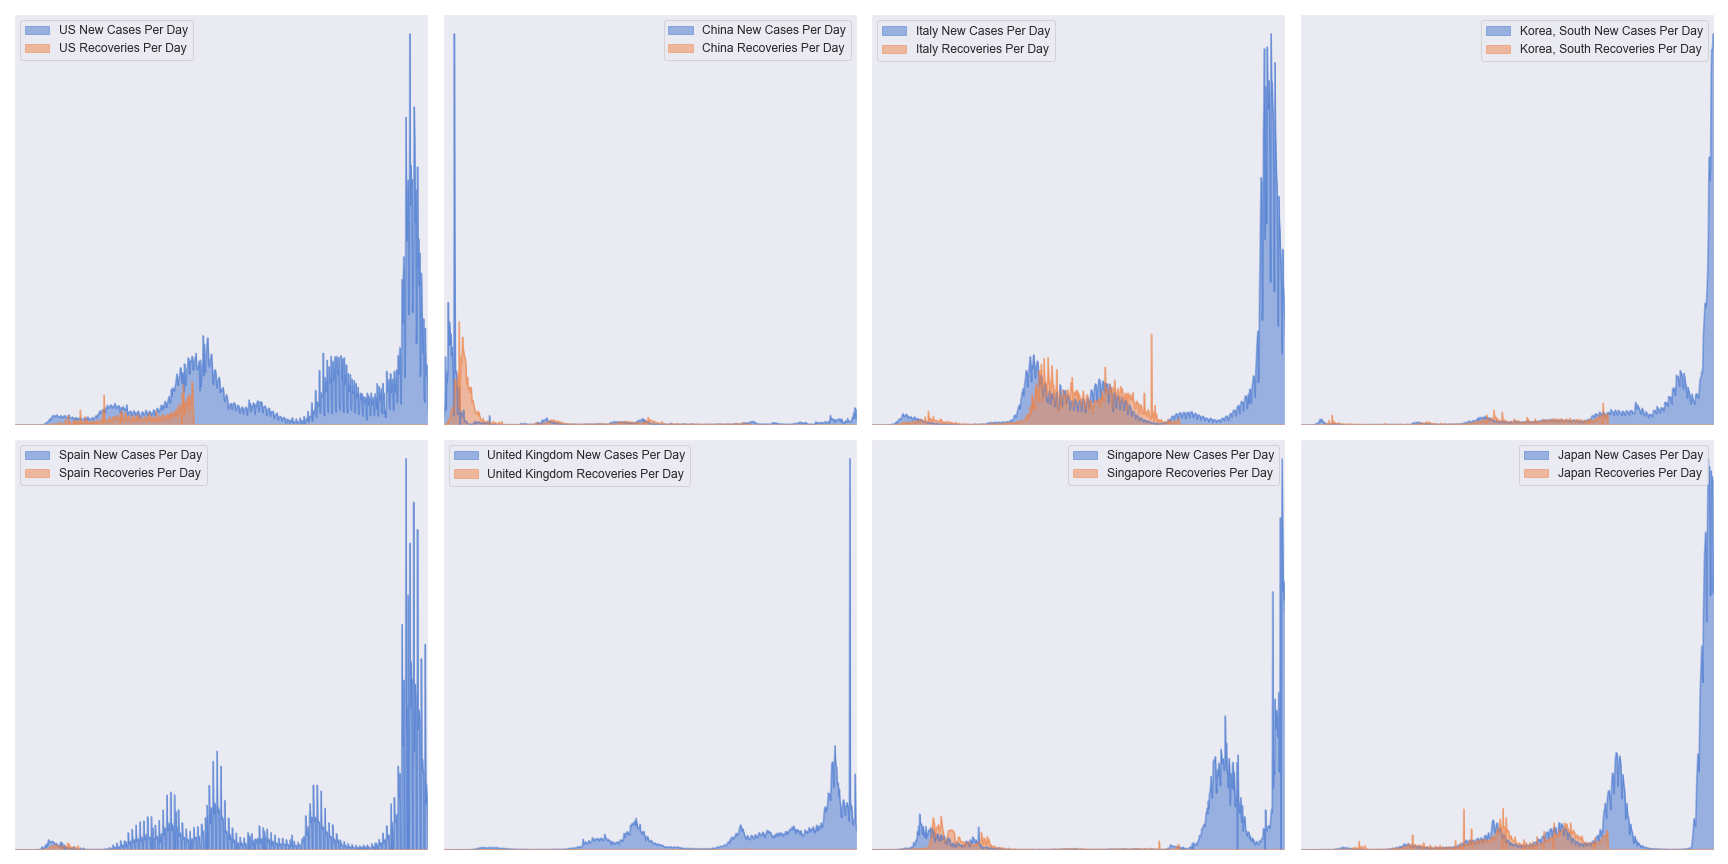 US New Cases Per Day
US Recoveries Per Day
China New Cases Per Day
China Recoveries Per Day
Italy New Cases Per Day
Italy Recoveries Per Day
Korea, South New Cases Per Day
Korea, South Recoveries Per Day
Spain New Cases Per Day
Spain Recoveries Per Day
United Kingdom New Cases Per Day
United Kingdom Recoveries Per Day
Singapore New Cases Per Day
Singapore Recoveries Per Day
Japan New Cases Per Day
Japan Recoveries Per Day